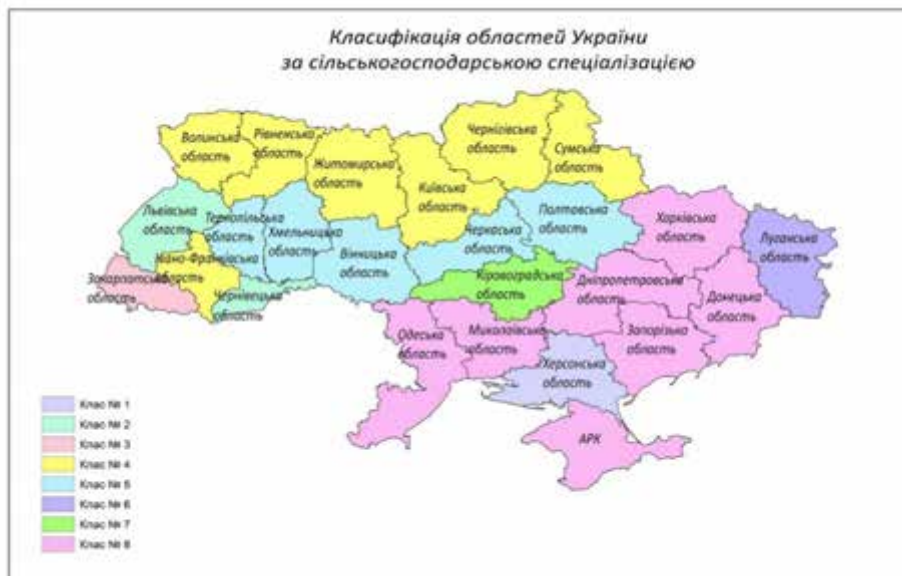 Класифікація областей України
за сільськогосподарською спеціалізацією
Волинська
область
Рівненська
область
Житомирська
область
Чернігівська
область
Сумська
область
Київська
область
Львівська
область
Тернопільська
область
Хмельницька
область
Вінницька
область
Черкаська
область
Полтавська
область
Харківська
область
Луганська
область
Закарпатська
область
Івано-Франківська
область
Чернівецька
область
Кіровоградська
область
Дніпропетровська
область
Донецька
область
Одеська
область
Миколаївська
область
Запорізька
область
Херсонська
область
АРК
Клас № 1
Клас № 2
Клас № 3
Клас № 4
Клас № 5
Клас № 6
Клас № 7
Клас № 8